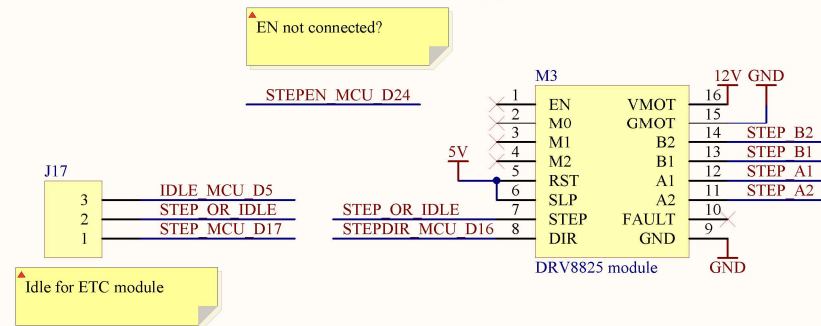 EN not connected?
STEPEN_MCU_D24
M3
12V GND
1 EN VMOT 16
2 M0 GMOT 15
3 M1 B2 14 STEP_B2
4 M2 B1 13 STEP_B1
5V 5 RST A1 12 STEP_A1
6 SLP A2 11 STEP_A2
STEP_OR_IDLE 7 STEP FAULT 10
STEPDIR_MCU_D16 8 DIR GND 9
DRV8825 module
GND
J17
3 IDLE_MCU_D5
2 STEP_OR_IDLE
1 STEP_MCU_D17
Idle for ETC module